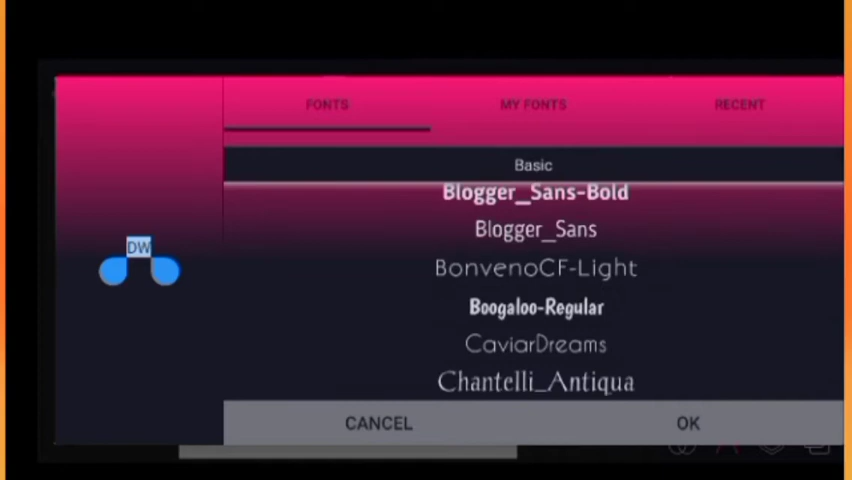 FONTS MY FONTS RECENT
Basic
Blogger_Sans-Bold
Blogger_Sans
DW
BonvenoCF-Light
Boogaloo-Regular
CaviarDreams
Chantelli_Antiqua
CANCEL OK